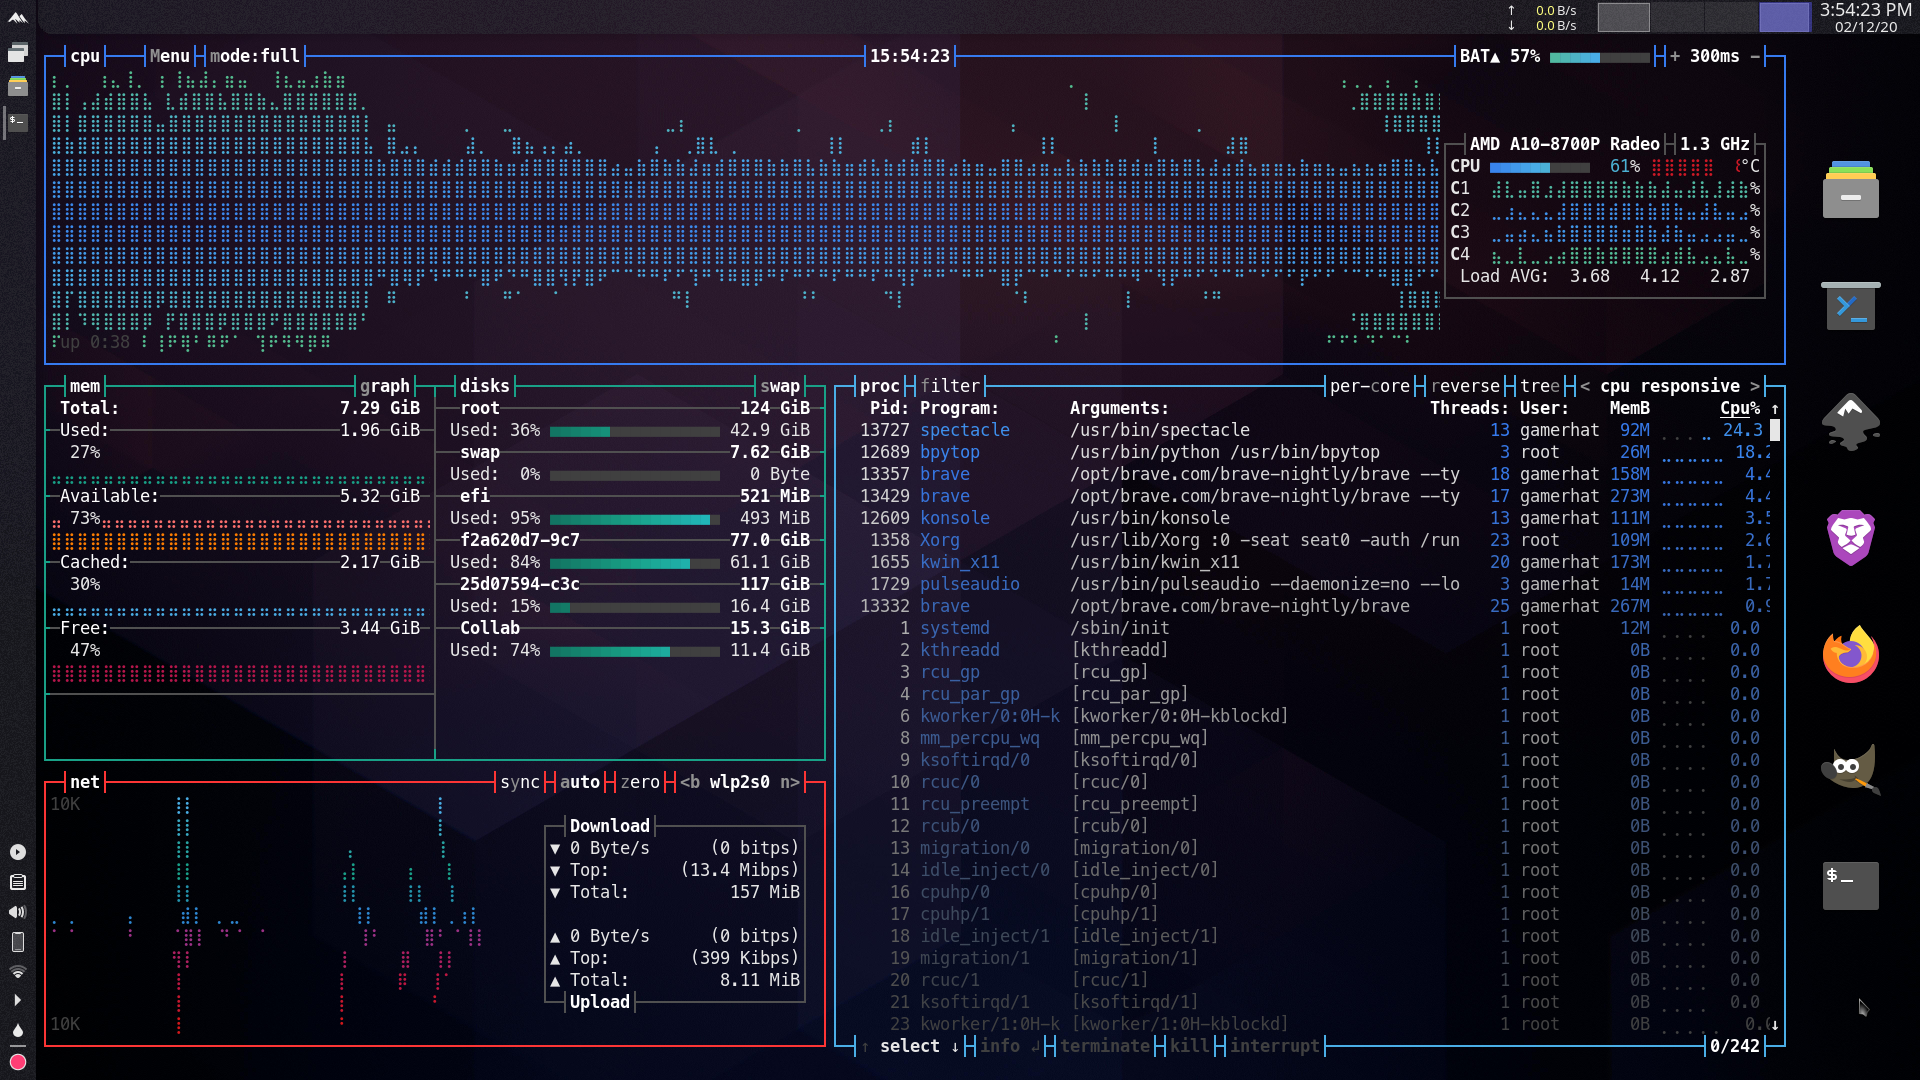 ↑ 0.0 B/s
↓ 0.0 B/s
3:54:23 PM
02/12/20
cpu Menu mode:full 15:54:23 BAT▲ 57% + 300ms −
AMD A10-8700P Radeo 1.3 GHz
CPU 61% °C
C1 %
C2 %
C3 %
C4 %
Load AVG: 3.68 4.12 2.87
up 0:38
mem graph disks swap
Total: 7.29 GiB
Used: 1.96 GiB
27%
Available: 5.32 GiB
73%
Cached: 2.17 GiB
30%
Free: 3.44 GiB
47%
root 124 GiB
Used: 36% 42.9 GiB
swap 7.62 GiB
Used: 0% 0 Byte
efi 521 MiB
Used: 95% 493 MiB
f2a620d7-9c7 77.0 GiB
Used: 84% 61.1 GiB
25d07594-c3c 117 GiB
Used: 15% 16.4 GiB
Collab 15.3 GiB
Used: 74% 11.4 GiB
net sync auto zero <b wlp2s0 n>
10K
10K
Download
▼ 0 Byte/s (0 bitps)
▼ Top: (13.4 Mibps)
▼ Total: 157 MiB
▲ 0 Byte/s (0 bitps)
▲ Top: (399 Kibps)
▲ Total: 8.11 MiB
Upload
proc filter per-core reverse tree < cpu responsive >
Pid: Program: Arguments: Threads: User: MemB Cpu% ↑
13727 spectacle /usr/bin/spectacle 13 gamerhat 92M 24.3
12689 bpytop /usr/bin/python /usr/bin/bpytop 3 root 26M 18.2
13357 brave /opt/brave.com/brave-nightly/brave --ty 18 gamerhat 158M 4.4
13429 brave /opt/brave.com/brave-nightly/brave --ty 17 gamerhat 273M 4.4
12609 konsole /usr/bin/konsole 13 gamerhat 111M 3.5
1358 Xorg /usr/lib/Xorg :0 -seat seat0 -auth /run 23 root 109M 2.6
1655 kwin_x11 /usr/bin/kwin_x11 20 gamerhat 173M 1.7
1729 pulseaudio /usr/bin/pulseaudio --daemonize=no --lo 3 gamerhat 14M 1.7
13332 brave /opt/brave.com/brave-nightly/brave 25 gamerhat 267M 0.9
1 systemd /sbin/init 1 root 12M 0.0
2 kthreadd [kthreadd] 1 root 0B 0.0
3 rcu_gp [rcu_gp] 1 root 0B 0.0
4 rcu_par_gp [rcu_par_gp] 1 root 0B 0.0
6 kworker/0:0H-k [kworker/0:0H-kblockd] 1 root 0B 0.0
8 mm_percpu_wq [mm_percpu_wq] 1 root 0B 0.0
9 ksoftirqd/0 [ksoftirqd/0] 1 root 0B 0.0
10 rcuc/0 [rcuc/0] 1 root 0B 0.0
11 rcu_preempt [rcu_preempt] 1 root 0B 0.0
12 rcub/0 [rcub/0] 1 root 0B 0.0
13 migration/0 [migration/0] 1 root 0B 0.0
14 idle_inject/0 [idle_inject/0] 1 root 0B 0.0
16 cpuhp/0 [cpuhp/0] 1 root 0B 0.0
17 cpuhp/1 [cpuhp/1] 1 root 0B 0.0
18 idle_inject/1 [idle_inject/1] 1 root 0B 0.0
19 migration/1 [migration/1] 1 root 0B 0.0
20 rcuc/1 [rcuc/1] 1 root 0B 0.0
21 ksoftirqd/1 [ksoftirqd/1] 1 root 0B 0.0
23 kworker/1:0H-k [kworker/1:0H-kblockd] 1 root 0B 0.0 ↓
↑ select ↓ info ↲ terminate kill interrupt 0/242